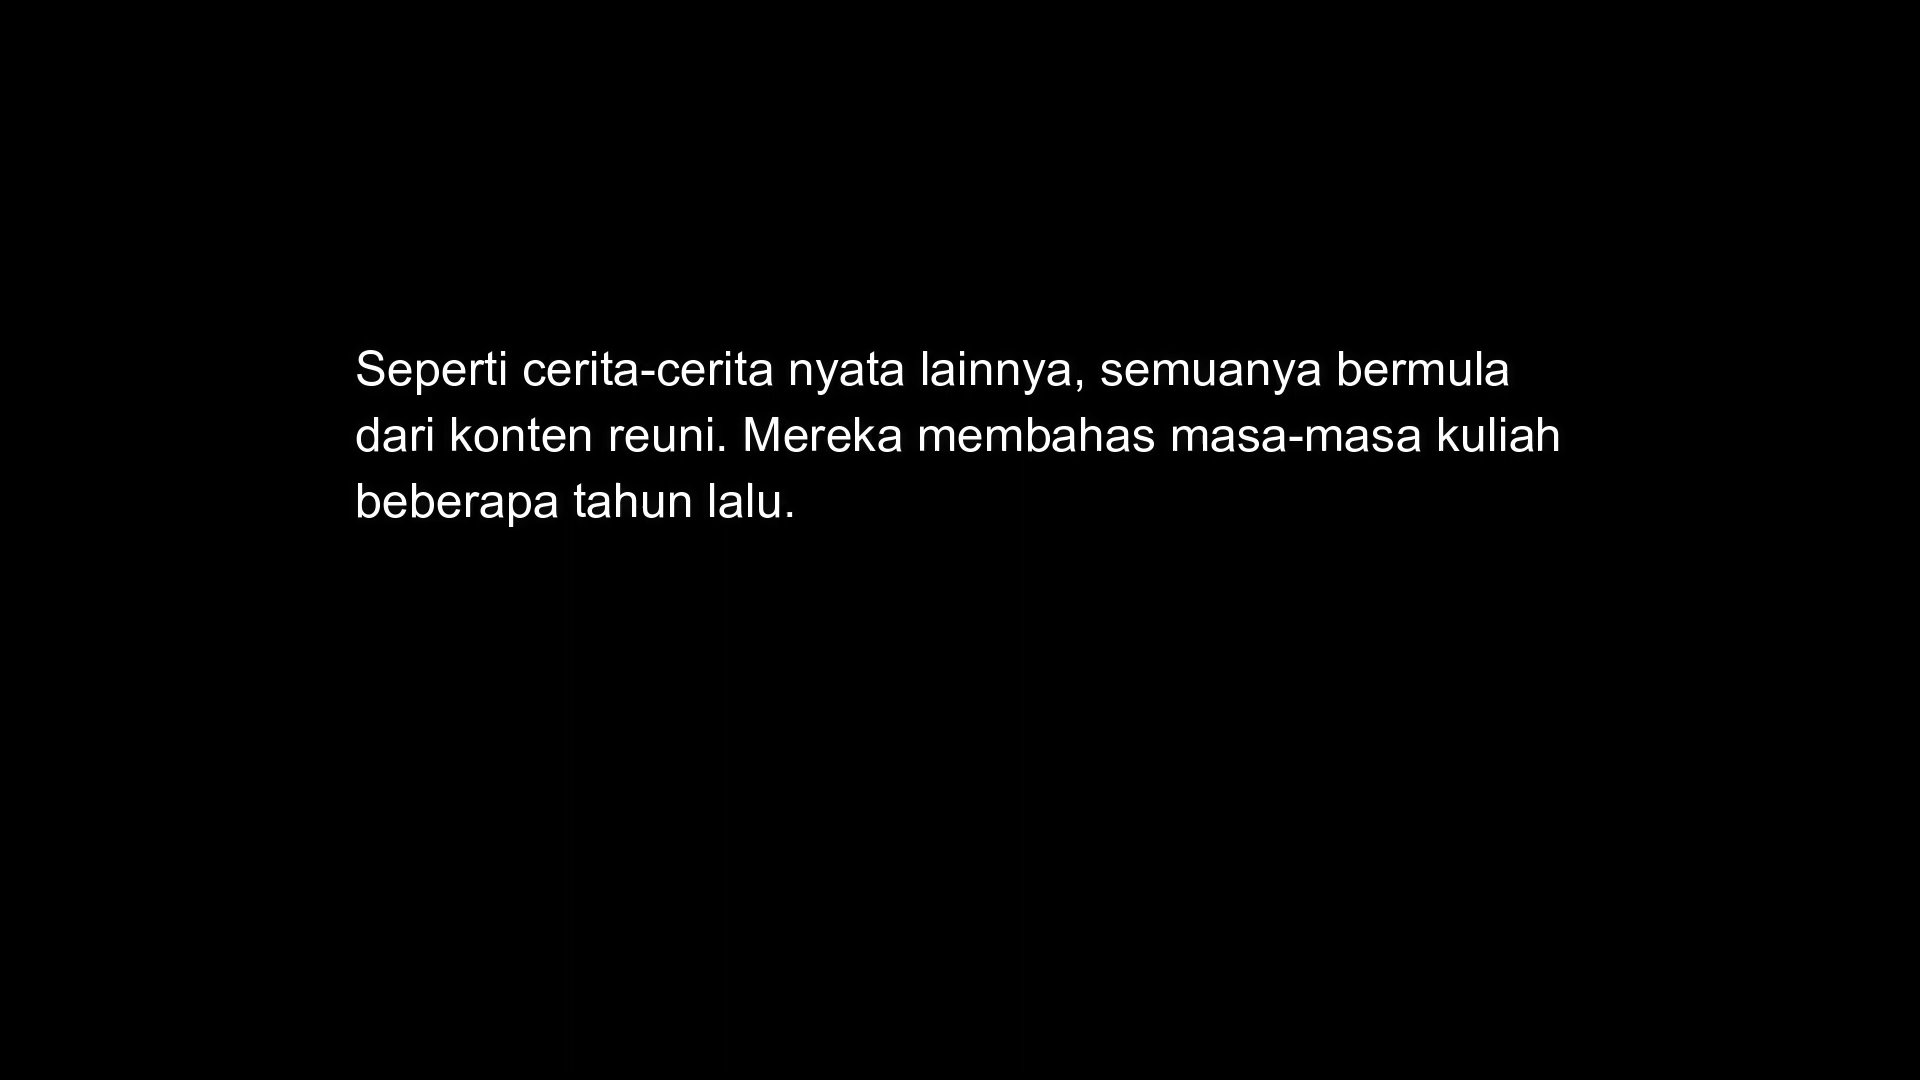 Seperti cerita-cerita nyata lainnya, semuanya bermula
dari konten reuni. Mereka membahas masa-masa kuliah
beberapa tahun lalu.